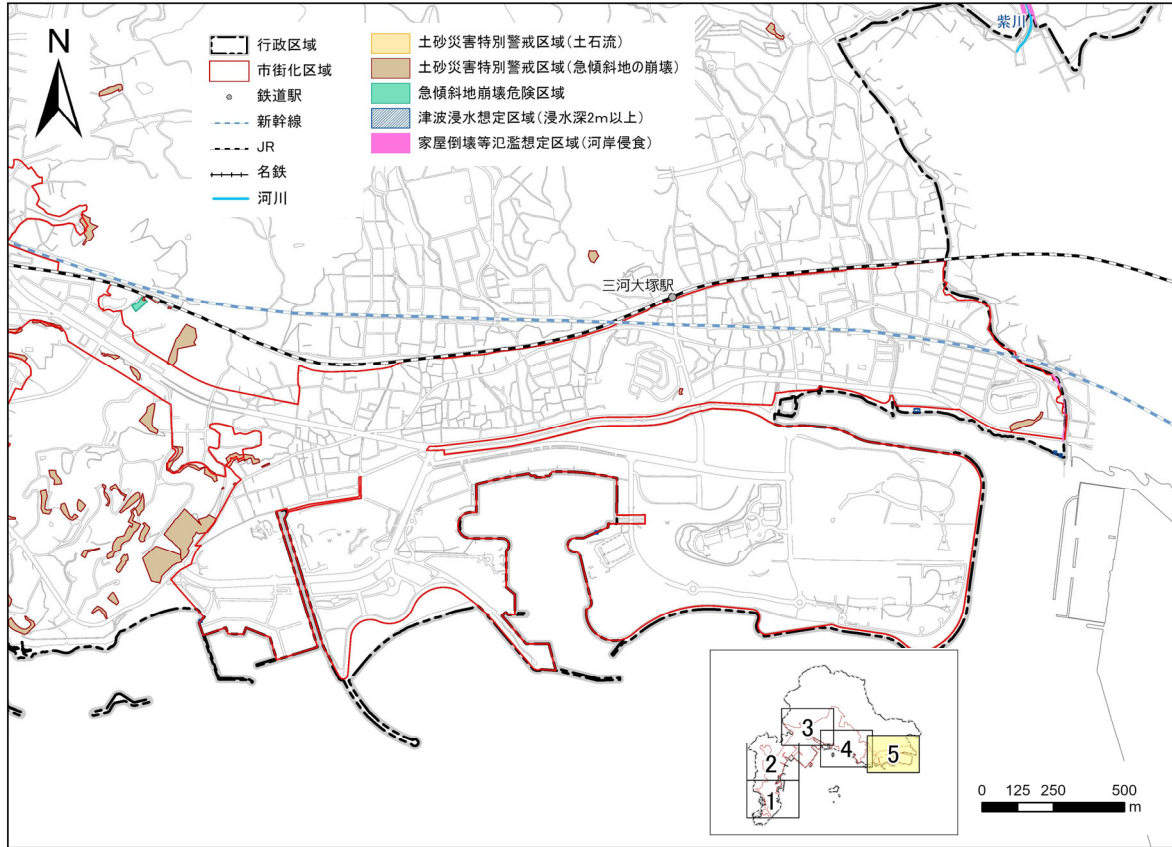 N
行政区域
市街化区域
鉄道駅
新幹線
JR
名鉄
河川
土砂災害特別警戒区域(土石流)
土砂災害特別警戒区域(急傾斜地の崩壊)
急傾斜地崩壊危険区域
津波浸水想定区域(浸水深2m以上)
家屋倒壊等氾濫想定区域(河岸侵食)
紫川
三河大塚駅
3
4
5
2
1
0 125 250 500
m